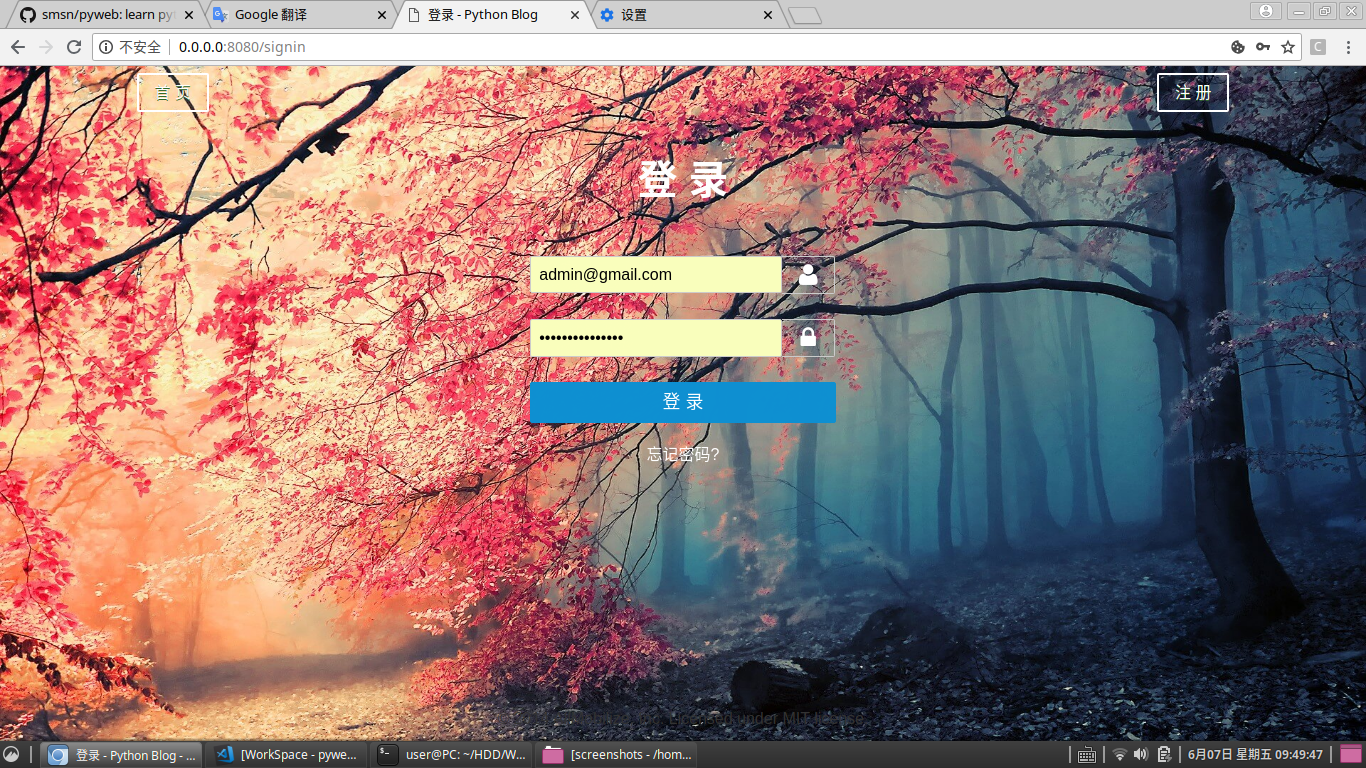 smsn/pyweb: learn pyt
Google 翻译
登录 - Python Blog
设置
不安全
0.0.0.0:8080/signin
C
首 页
注 册
登 录
admin@gmail.com
•••••••••••••••
登 录
忘记密码?
under MIT license.
登录 - Python Blog - ...
[WorkSpace - pywe...
user@PC: ~/HDD/W...
[screenshots - /hom...
6月07日 星期五 09:49:47